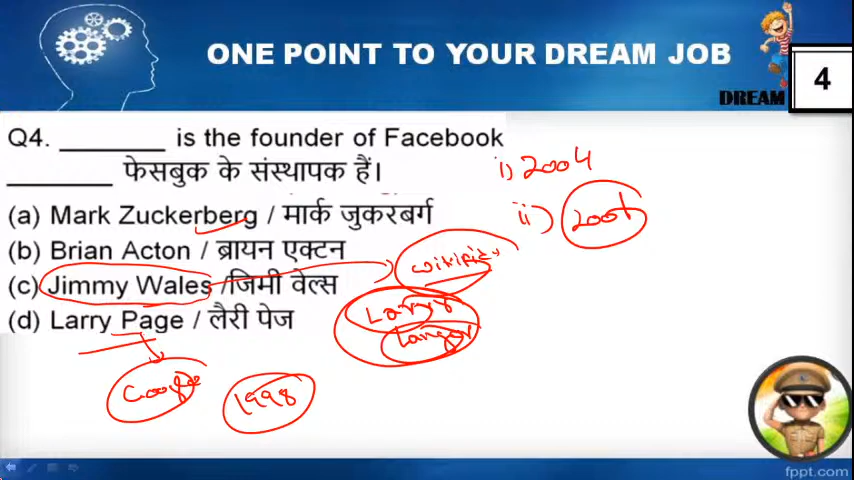 ONE POINT TO YOUR DREAM JOB
DREAM
4
Q4. ________ is the founder of Facebook
________ फेसबुक के संस्थापक हैं।
i) 2004
(a) Mark Zuckerberg / मार्क जुकरबर्ग
ii) 2001
(b) Brian Acton / ब्रायन एक्टन
(c) Jimmy Wales /जिमी वेल्स
Larry
(d) Larry Page / लैरी पेज
Google
1998
fppt.com